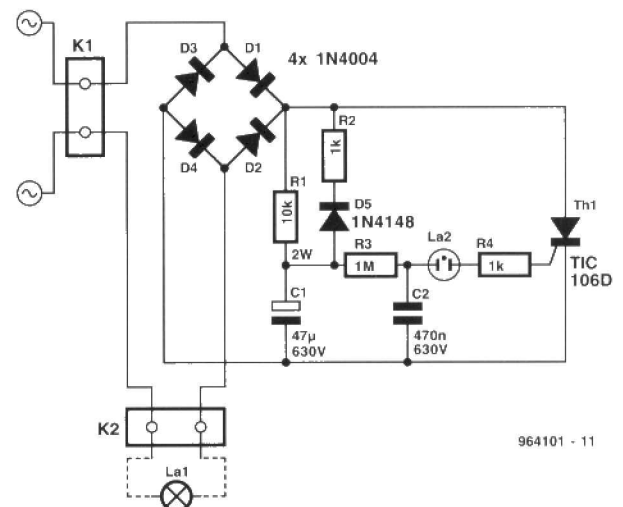 K1
D3
D1
4x 1N4004
D4
D2
R2
1k
R1
10k
2W
D5
1N4148
R3
1M
La2
R4
1k
Th1
TIC
106D
C1
47µ
630V
C2
470n
630V
K2
La1
964101 - 11